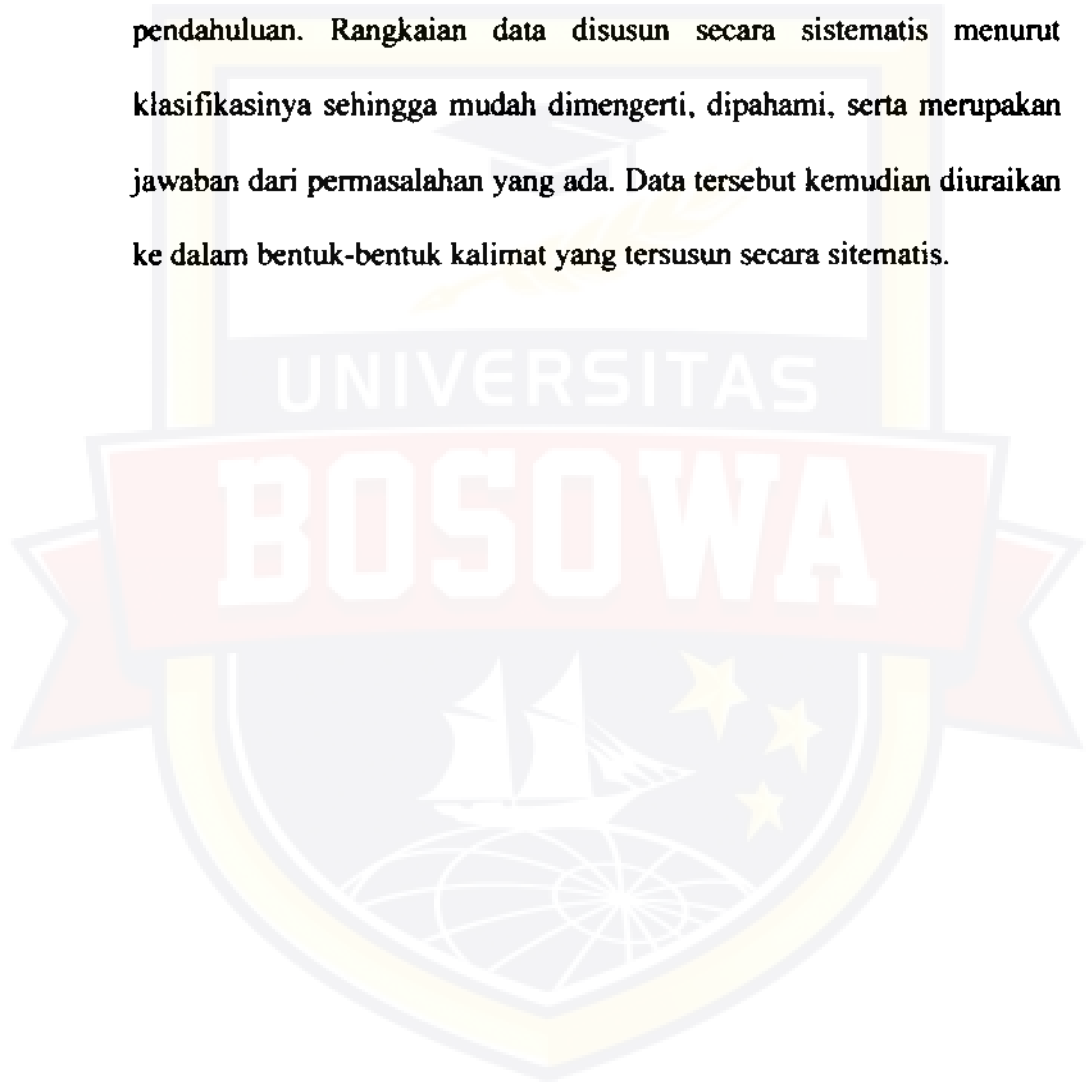 pendahuluan. Rangkaian data disusun secara sistematis menurut
klasifikasinya sehingga mudah dimengerti, dipahami, serta merupakan
jawaban dari permasalahan yang ada. Data tersebut kemudian diuraikan
ke dalam bentuk-bentuk kalimat yang tersusun secara sitematis.
UNIVERSITAS
BOSOWA